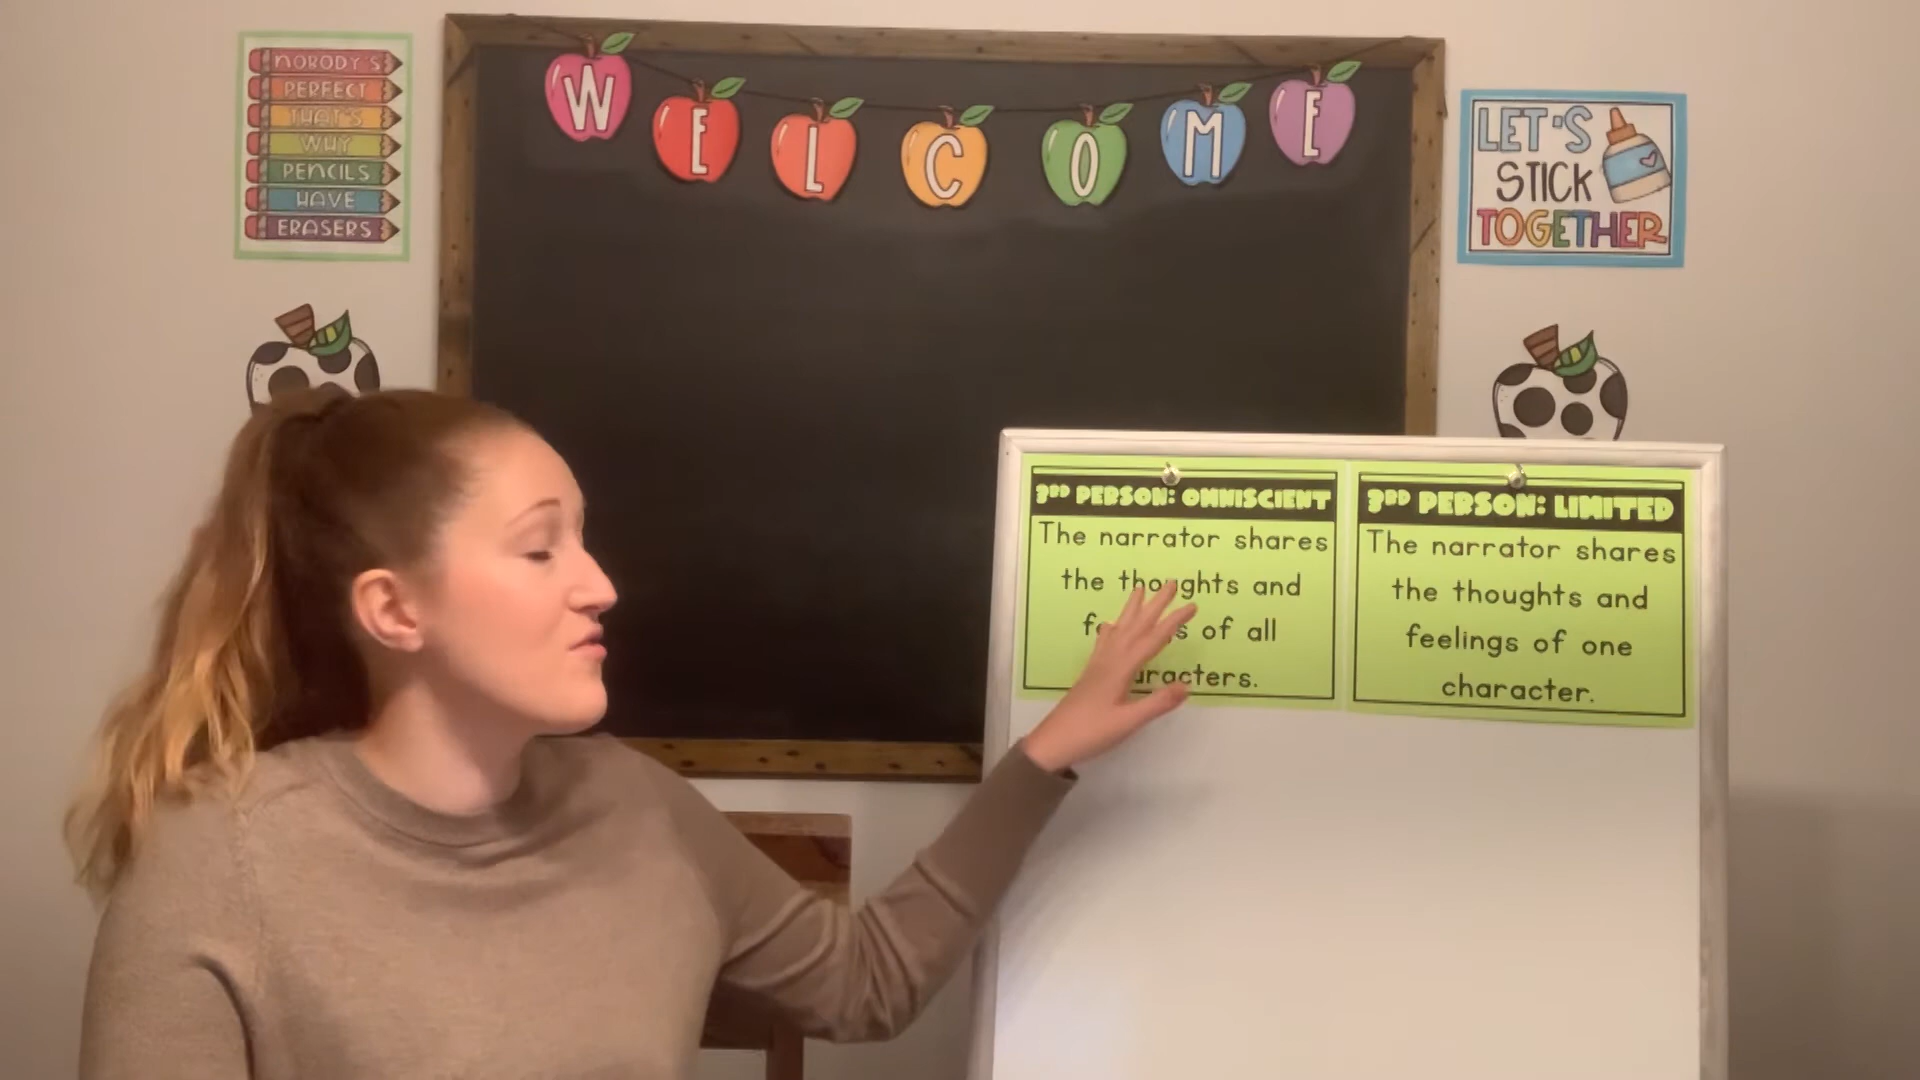 NOBODY'S
PERFECT
THAT'S
WHY
PENCILS
HAVE
ERASERS
WELCOME
LET'S
STICK
TOGETHER
3RD PERSON: OMNISCIENT
The narrator shares
the thoughts and
of all
3RD PERSON: LIMITED
The narrator shares
the thoughts and
feelings of one
character.